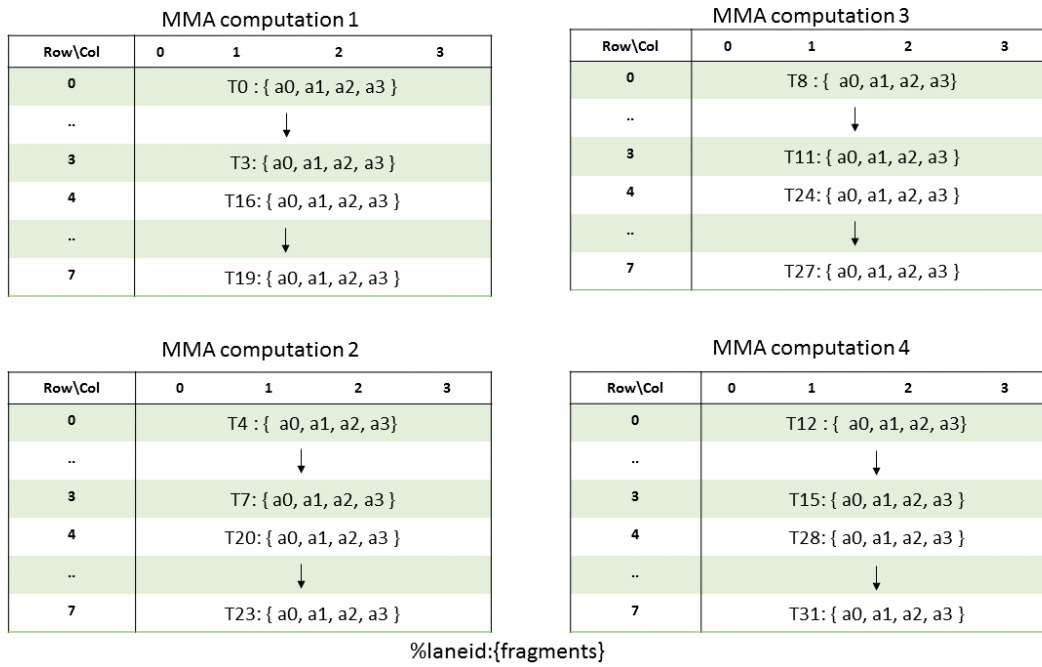 MMA computation 1
Row\Col 0 1 2 3
0 T0 : { a0, a1, a2, a3 }
..
3 T3: { a0, a1, a2, a3 }
4 T16: { a0, a1, a2, a3 }
..
7 T19: { a0, a1, a2, a3 }
MMA computation 3
Row\Col 0 1 2 3
0 T8 : { a0, a1, a2, a3}
..
3 T11: { a0, a1, a2, a3 }
4 T24: { a0, a1, a2, a3 }
..
7 T27: { a0, a1, a2, a3 }
MMA computation 2
Row\Col 0 1 2 3
0 T4 : { a0, a1, a2, a3}
..
3 T7: { a0, a1, a2, a3 }
4 T20: { a0, a1, a2, a3 }
..
7 T23: { a0, a1, a2, a3 }
MMA computation 4
Row\Col 0 1 2 3
0 T12 : { a0, a1, a2, a3}
..
3 T15: { a0, a1, a2, a3 }
4 T28: { a0, a1, a2, a3 }
..
7 T31: { a0, a1, a2, a3 }
%laneid:{fragments}